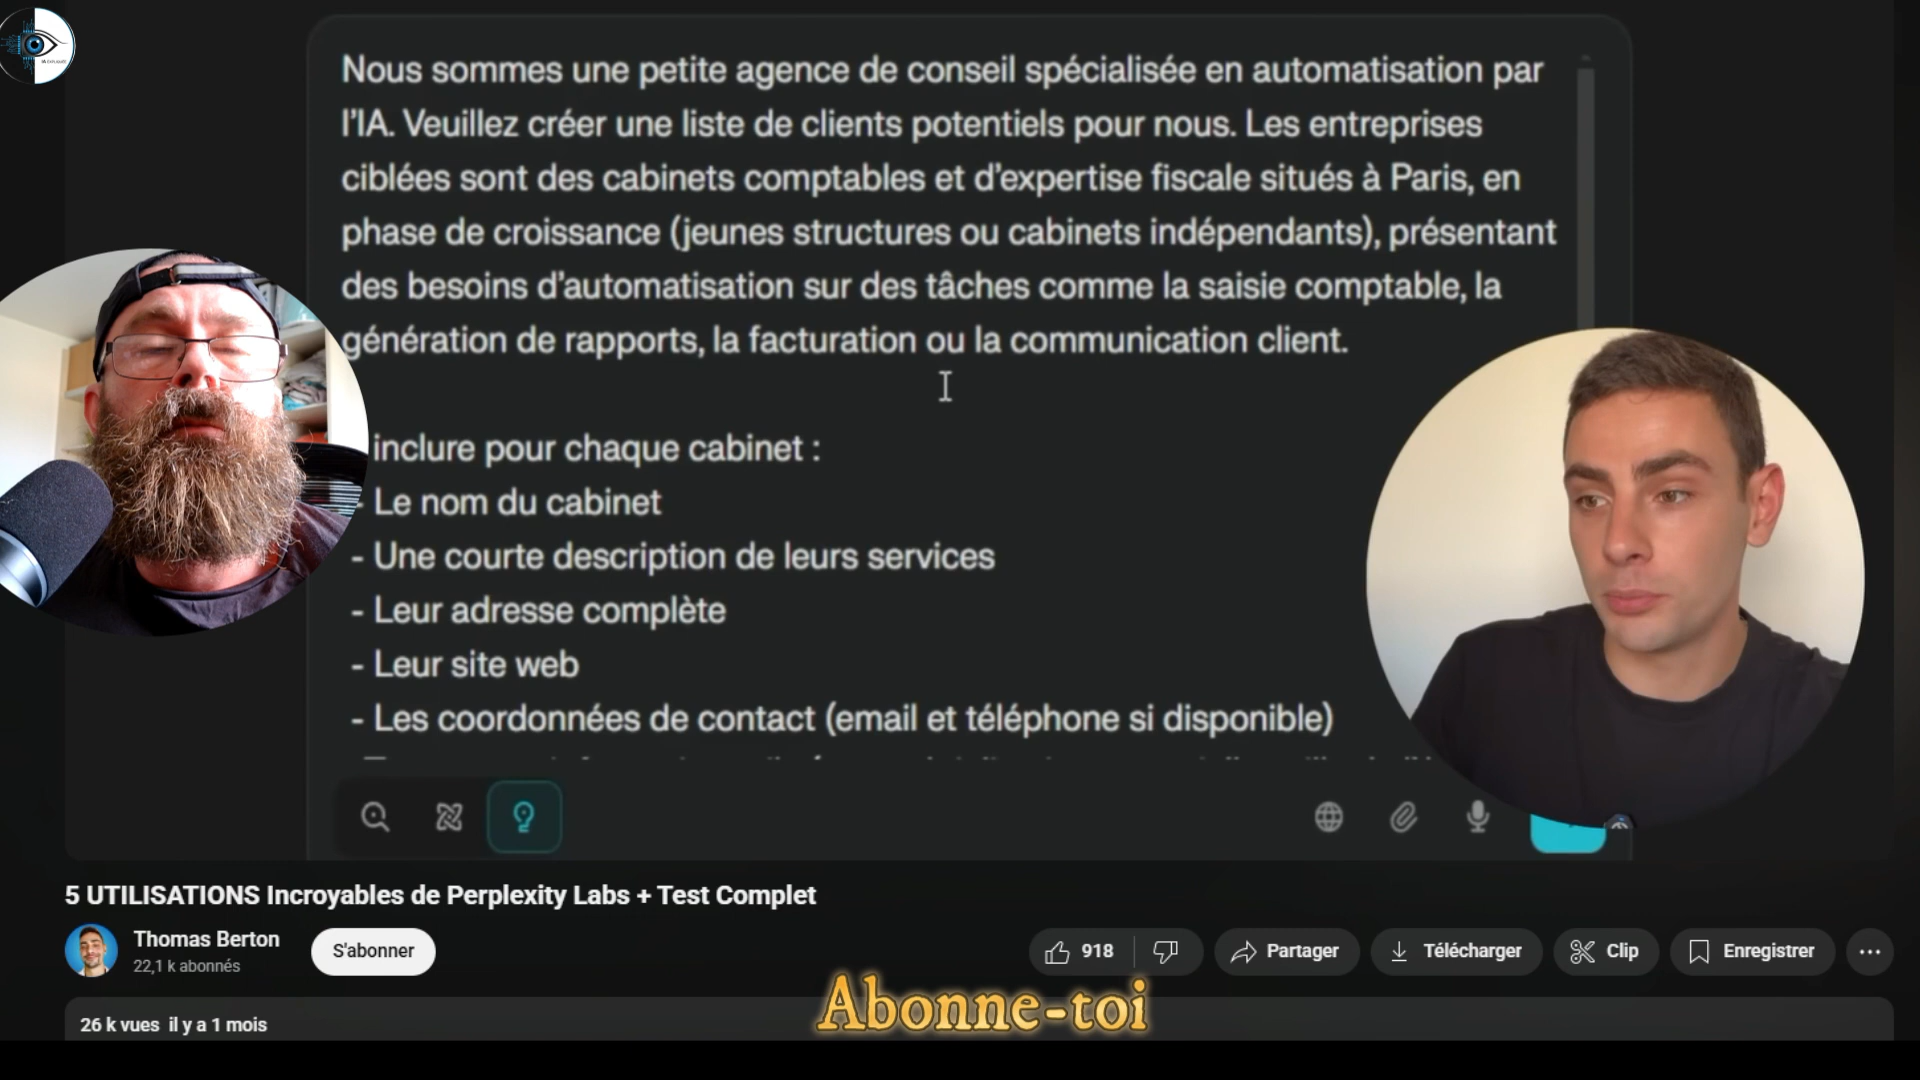 Nous sommes une petite agence de conseil spécialisée en automatisation par
l'IA. Veuillez créer une liste de clients potentiels pour nous. Les entreprises
ciblées sont des cabinets comptables et d'expertise fiscale situés à Paris, en
phase de croissance (jeunes structures ou cabinets indépendants), présentant
des besoins d'automatisation sur des tâches comme la saisie comptable, la
génération de rapports, la facturation ou la communication client.
inclure pour chaque cabinet :
- Le nom du cabinet
- Une courte description de leurs services
- Leur adresse complète
- Leur site web
- Les coordonnées de contact (email et téléphone si disponible)
5 UTILISATIONS Incroyables de Perplexity Labs + Test Complet
Thomas Berton
22,1 k abonnés
S'abonner
918
Partager
Télécharger
Clip
Enregistrer
Abonne-toi
26 k vues il y a 1 mois